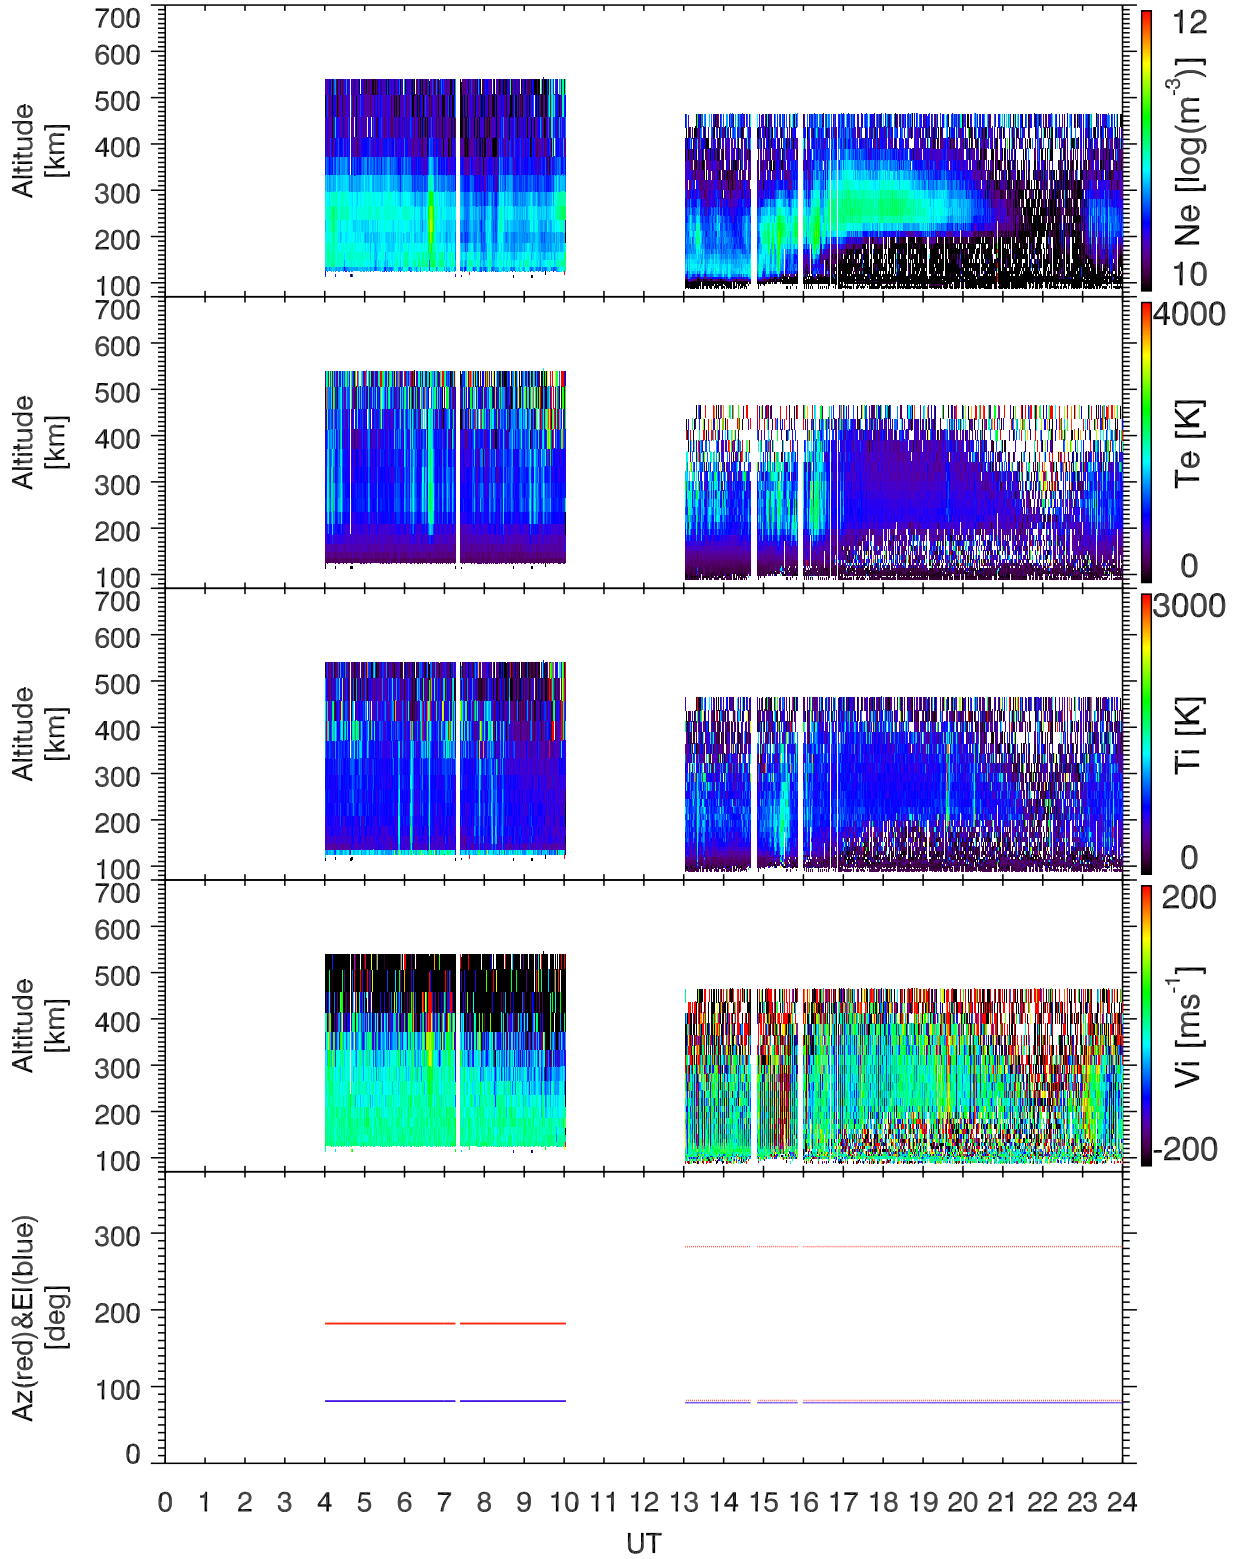 700
600
500
400
300
200
100
Altitude
[km]
12
10
Ne [log(m⁻³)]
700
600
500
400
300
200
100
Altitude
[km]
4000
0
Te [K]
700
600
500
400
300
200
100
Altitude
[km]
3000
0
Ti [K]
700
600
500
400
300
200
100
Altitude
[km]
200
-200
Vi [ms⁻¹]
300
200
100
0
Az(red)&El(blue)
[deg]
0 1 2 3 4 5 6 7 8 9 10 11 12 13 14 15 16 17 18 19 20 21 22 23 24
UT